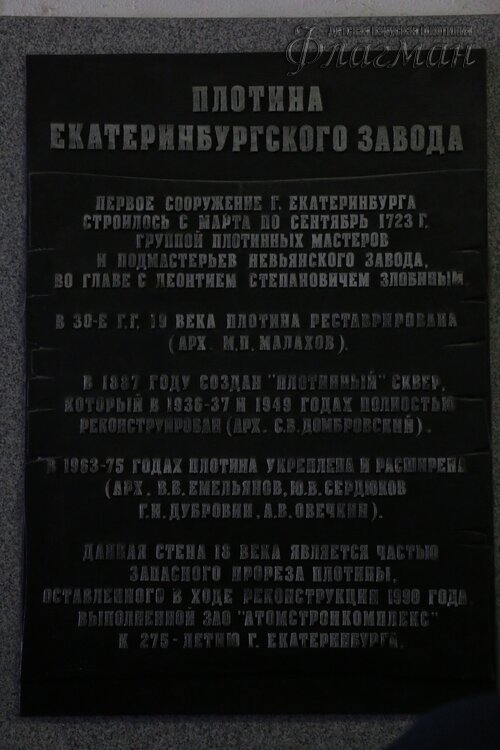 Флагман
ПЛОТИНА
ЕКАТЕРИНБУРГСКОГО ЗАВОДА
ПЕРВОЕ СООРУЖЕНИЕ Г. ЕКАТЕРИНБУРГА
СТРОИЛОСЬ С МАРТА ПО СЕНТЯБРЬ 1723 Г.
ГРУППОЙ ПЛОТИННЫХ МАСТЕРОВ
И ПОДМАСТЕРЬЕВ НЕВЬЯНСКОГО ЗАВОДА,
ВО ГЛАВЕ С ЛЕОНТИЕМ СТЕПАНОВИЧЕМ ЗЛОБИНЫМ.
В 30-Е Г.Г. 19 ВЕКА ПЛОТИНА РЕСТАВРИРОВАНА
(АРХ. М.П. МАЛАХОВ).
В 1887 ГОДУ СОЗДАН "ПЛОТИННЫЙ" СКВЕР,
КОТОРЫЙ В 1936-37 И 1949 ГОДАХ ПОЛНОСТЬЮ
РЕКОНСТРУИРОВАН (АРХ. С.В. ДОМБРОВСКИЙ).
В 1963-75 ГОДАХ ПЛОТИНА УКРЕПЛЕНА И РАСШИРЕНА
(АРХ. В.В. ЕМЕЛЬЯНОВ, Ю.В. СЕРДЮКОВ
Г.И. ДУБРОВИН, А.В. ОВЕЧКИН).
ДАННАЯ СТЕНА 18 ВЕКА ЯВЛЯЕТСЯ ЧАСТЬЮ
ЗАПАСНОГО ПРОРЕЗА ПЛОТИНЫ,
ОСТАВЛЕННОГО В ХОДЕ РЕКОНСТРУКЦИИ 1998 ГОДА,
ВЫПОЛНЕННОЙ ЗАО "АТОМСТРОЙКОМПЛЕКС"
К 275-ЛЕТИЮ Г. ЕКАТЕРИНБУРГА.